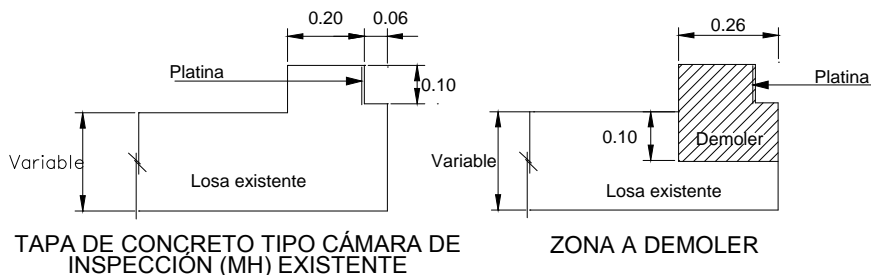 0.20 0.06
Platina
0.10
Variable
Losa existente
TAPA DE CONCRETO TIPO CÁMARA DE
INSPECCIÓN (MH) EXISTENTE
0.26
Platina
0.10
Demoler
Variable
Losa existente
ZONA A DEMOLER